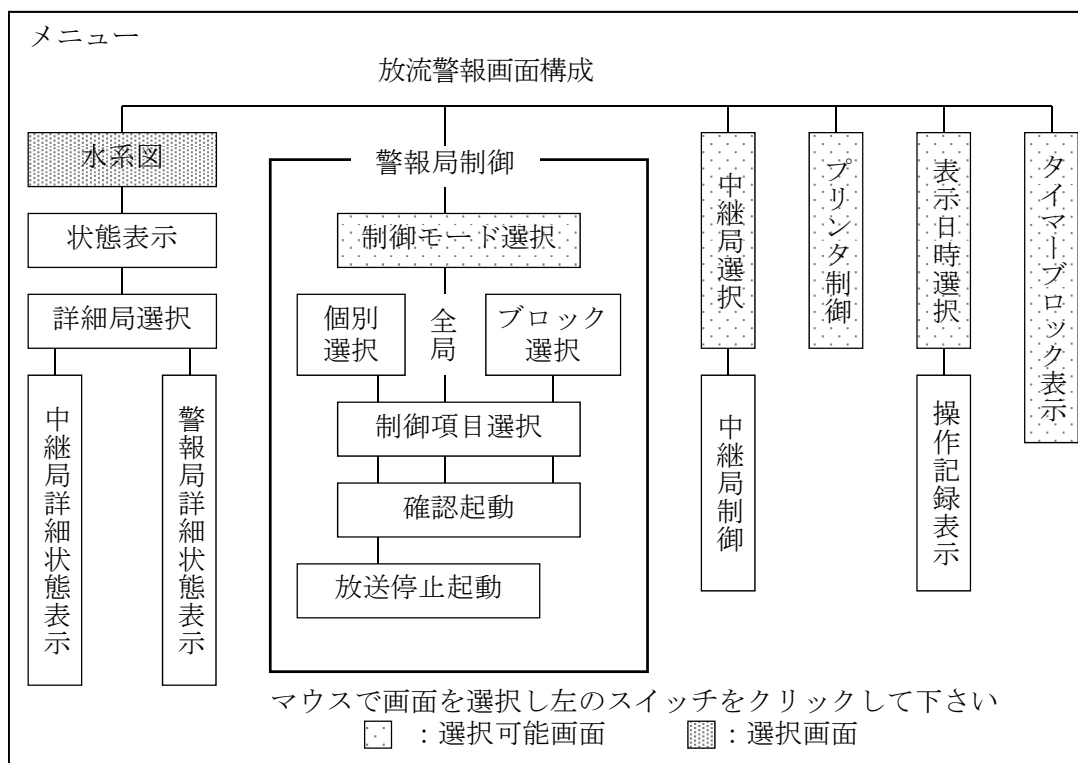 メニュー
放流警報画面構成
水系図
状態表示
詳細局選択
中継局詳細状態表示
警報局詳細状態表示
警報局制御
制御モード選択
個別
選択
全局
ブロック
選択
制御項目選択
確認起動
放送停止起動
中継局選択
中継局制御
プリンタ制御
表示日時選択
操作記録表示
タイマーブロック表示
マウスで画面を選択し左のスイッチをクリックして下さい
：選択可能画面
：選択画面